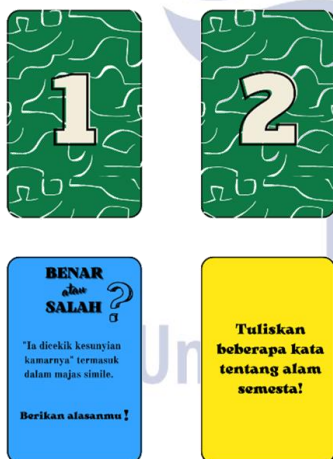 1
2
BENAR
atau
SALAH ?
"Ia dicekik kesunyian
kamarnya" termasuk
dalam majas simile.
Berikan alasanmu !
Tuliskan
beberapa kata
tentang alam
semesta!
Un